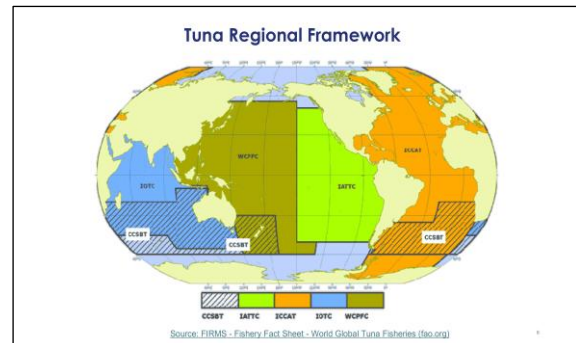 Tuna Regional Framework
WCPFC
ICCAT
IOTC
IATTC
CCSBT
CCSBT
CCSBT
CCSBT IATTC ICCAT IOTC WCPFC
Source: FIRMS - Fishery Fact Sheet - World Global Tuna Fisheries (fao.org)